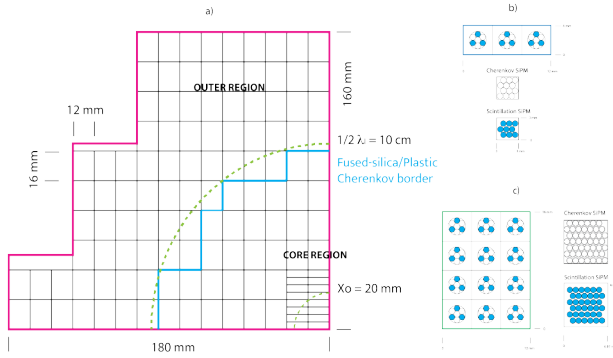 a)
OUTER REGION
12 mm
16 mm
160 mm
1/2 λI = 10 cm
Fused-silica/Plastic
Cherenkov border
CORE REGION
Xo = 20 mm
180 mm
b)
Cherenkov SiPM
Scintillation SiPM
c)
Cherenkov SiPM
Scintillation SiPM